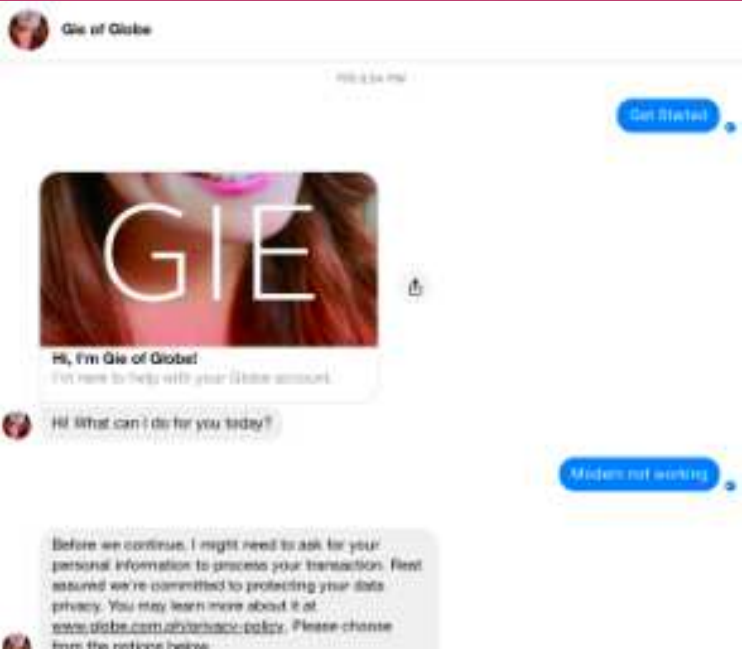 Gie of Globe
Get Started
GIE
Hi, I'm Gie of Globe!
I'm here to help with your Globe account.
Hi! What can I do for you today?
Modem not working
Before we continue, I might need to ask for your
personal information to process your transaction. Rest
assured we're committed to protecting your data
privacy. You may learn more about it at
www.globe.com.ph/privacy-policy. Please choose
from the options below.